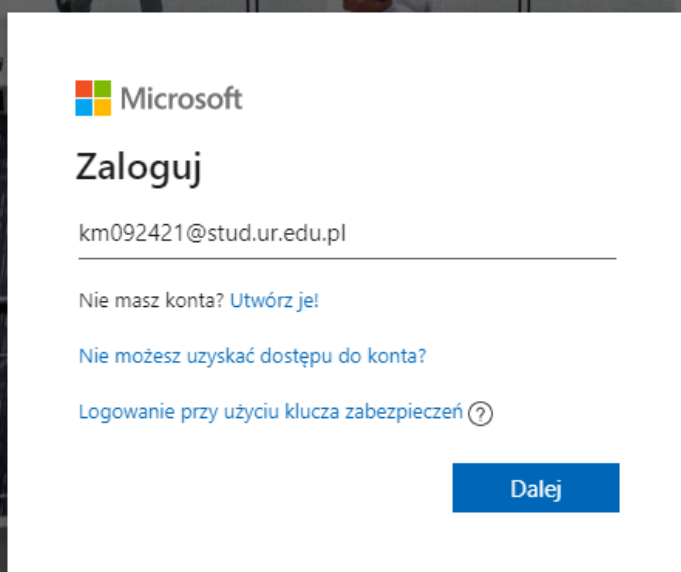 Microsoft
Zaloguj
km092421@stud.ur.edu.pl
Nie masz konta? Utwórz je!
Nie możesz uzyskać dostępu do konta?
Logowanie przy użyciu klucza zabezpieczeń ?
Dalej